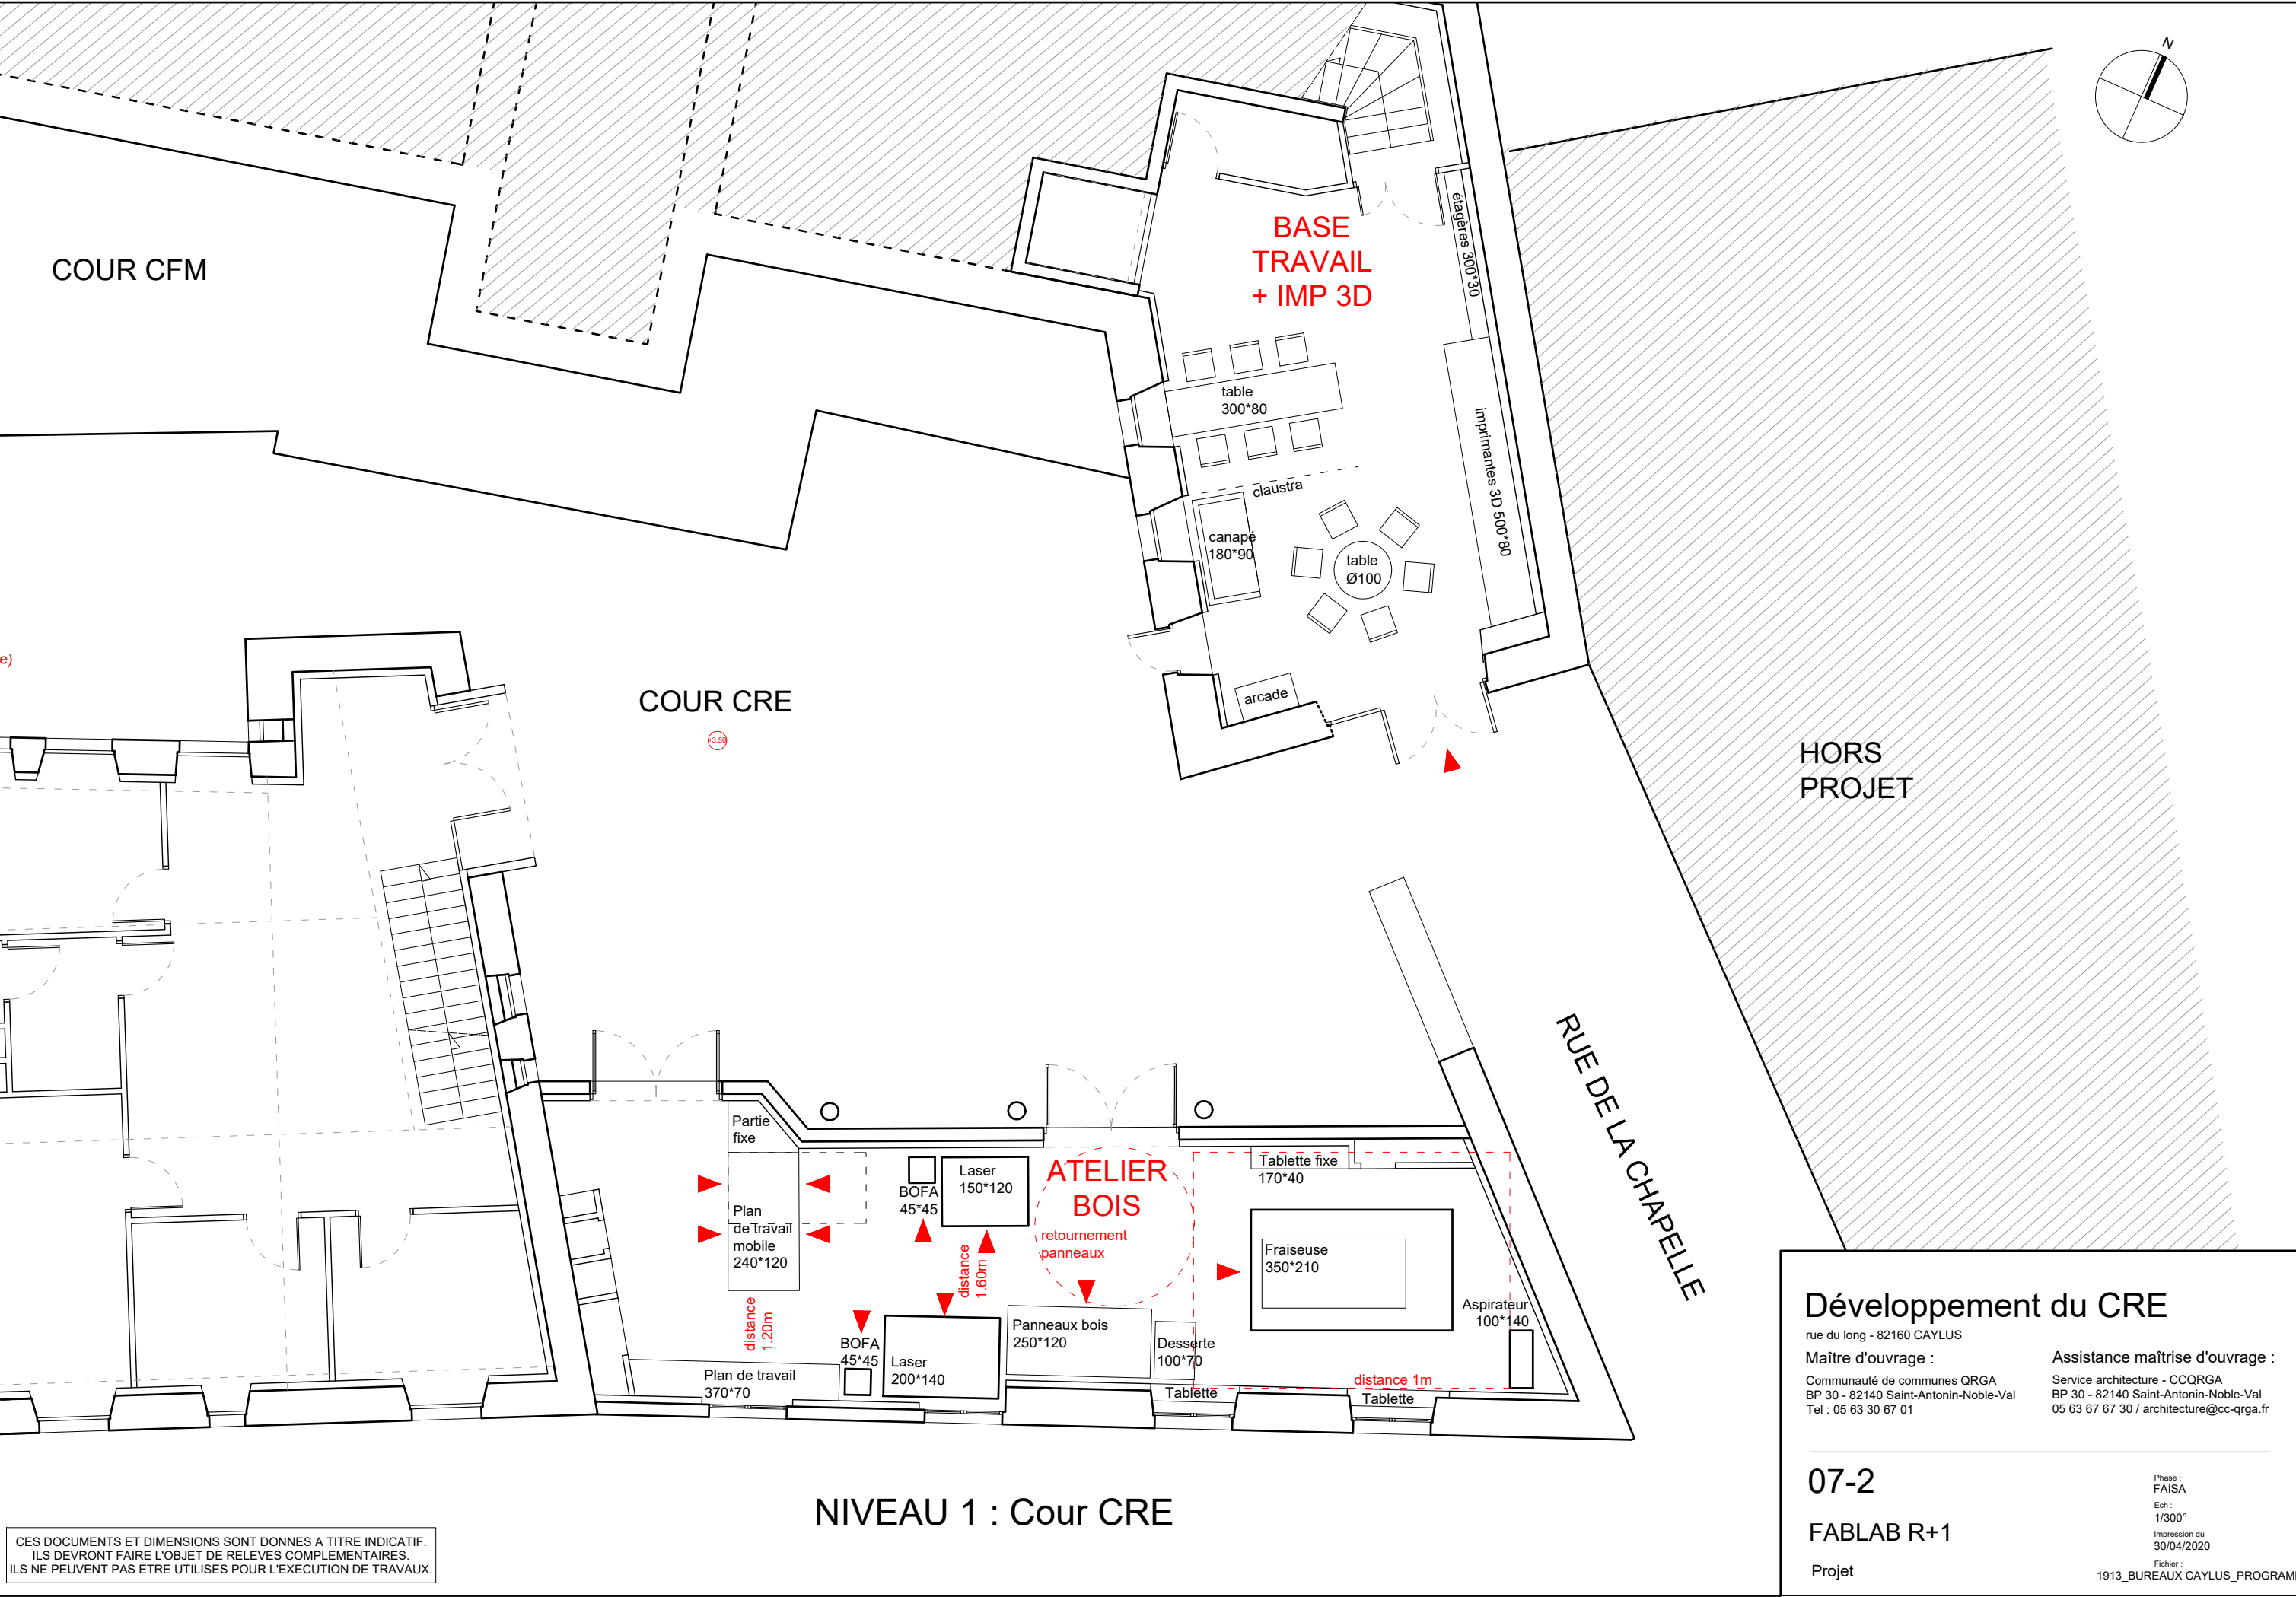 N
COUR CFM
BASE
TRAVAIL
+ IMP 3D
étagères 300*30
table
300*80
imprimantes 3D 500*80
claustra
canapé
180*90
table
Ø100
e)
COUR CRE
+3.50
arcade
HORS
PROJET
RUE DE LA CHAPELLE
Partie
fixe
Plan
de travail
mobile
240*120
BOFA
45*45
Laser
150*120
ATELIER
BOIS
retournement
panneaux
Tablette fixe
170*40
Fraiseuse
350*210
Aspirateur
100*140
distance
1.60m
distance
1.20m
BOFA
45*45
Laser
200*140
Panneaux bois
250*120
Desserte
100*70
Plan de travail
370*70
Tablette
distance 1m
Tablette
NIVEAU 1 : Cour CRE
CES DOCUMENTS ET DIMENSIONS SONT DONNES A TITRE INDICATIF.
ILS DEVRONT FAIRE L'OBJET DE RELEVES COMPLEMENTAIRES.
ILS NE PEUVENT PAS ETRE UTILISES POUR L'EXECUTION DE TRAVAUX.
Développement du CRE
rue du long - 82160 CAYLUS
Maître d'ouvrage :
Communauté de communes QRGA
BP 30 - 82140 Saint-Antonin-Noble-Val
Tel : 05 63 30 67 01
Assistance maîtrise d'ouvrage :
Service architecture - CCQRGA
BP 30 - 82140 Saint-Antonin-Noble-Val
05 63 67 67 30 / architecture@cc-qrga.fr
07-2
FABLAB R+1
Projet
Phase :
FAISA
Ech :
1/300°
Impression du
30/04/2020
Fichier :
1913_BUREAUX CAYLUS_PROGRAM